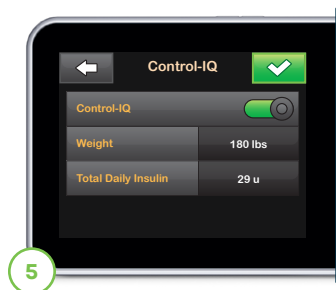 Control-IQ
Control-IQ
Weight 180 lbs
Total Daily Insulin 29 u
5